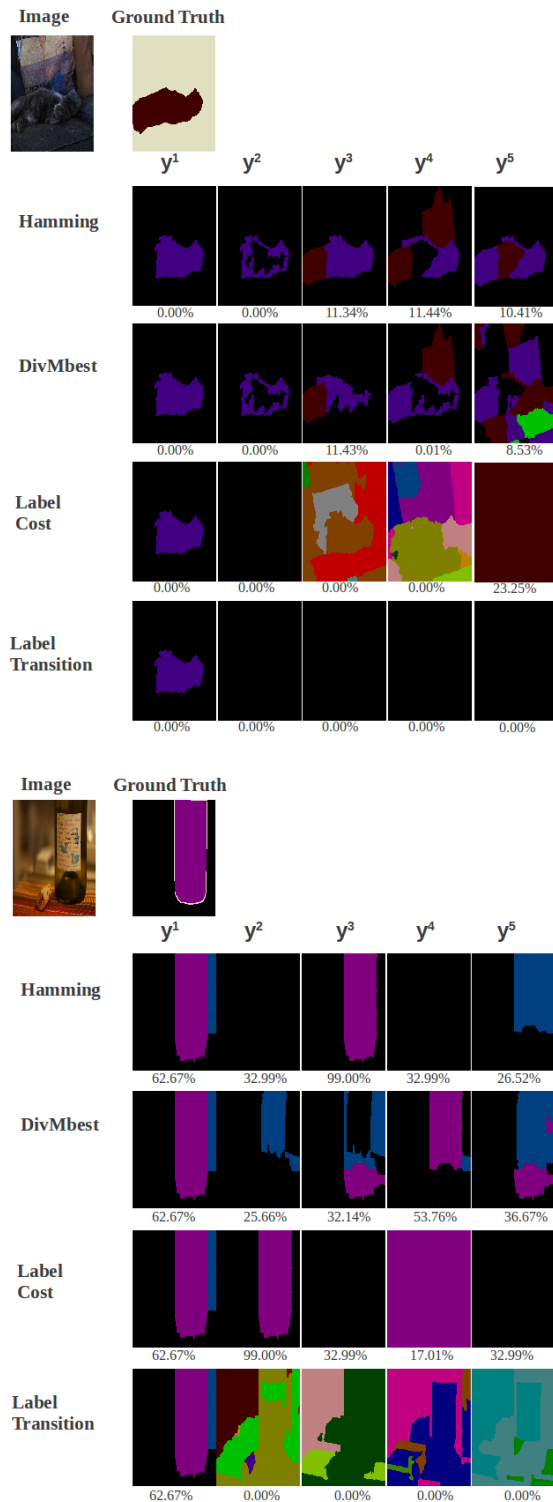 Image Ground Truth
y¹ y² y³ y⁴ y⁵
Hamming
0.00% 0.00% 11.34% 11.44% 10.41%
DivMbest
0.00% 0.00% 11.43% 0.01% 8.53%
Label
Cost
0.00% 0.00% 0.00% 0.00% 23.25%
Label
Transition
0.00% 0.00% 0.00% 0.00% 0.00%
Image Ground Truth
y¹ y² y³ y⁴ y⁵
Hamming
62.67% 32.99% 99.00% 32.99% 26.52%
DivMbest
62.67% 25.66% 32.14% 53.76% 36.67%
Label
Cost
62.67% 99.00% 32.99% 17.01% 32.99%
Label
Transition
62.67% 0.00% 0.00% 0.00% 0.00%